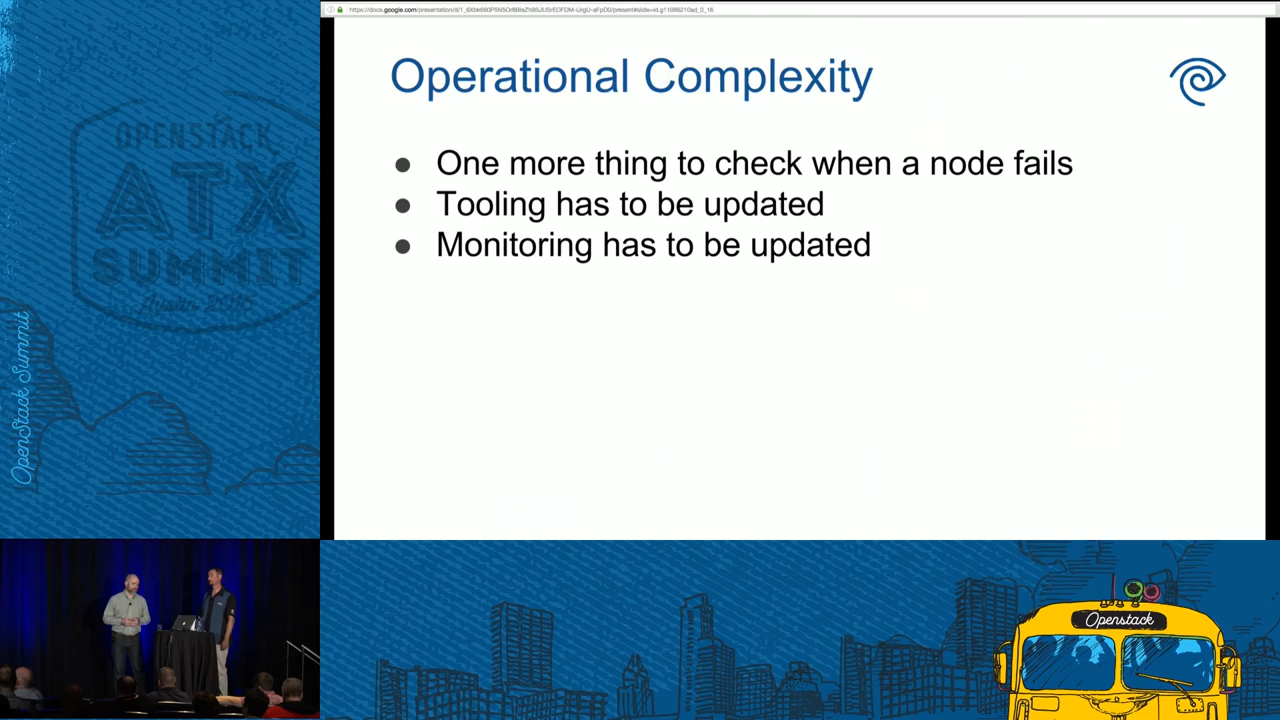 Operational Complexity
● One more thing to check when a node fails
● Tooling has to be updated
● Monitoring has to be updated
OPENSTACK
ATX
SUMMIT
OpenStack Summit
Openstack